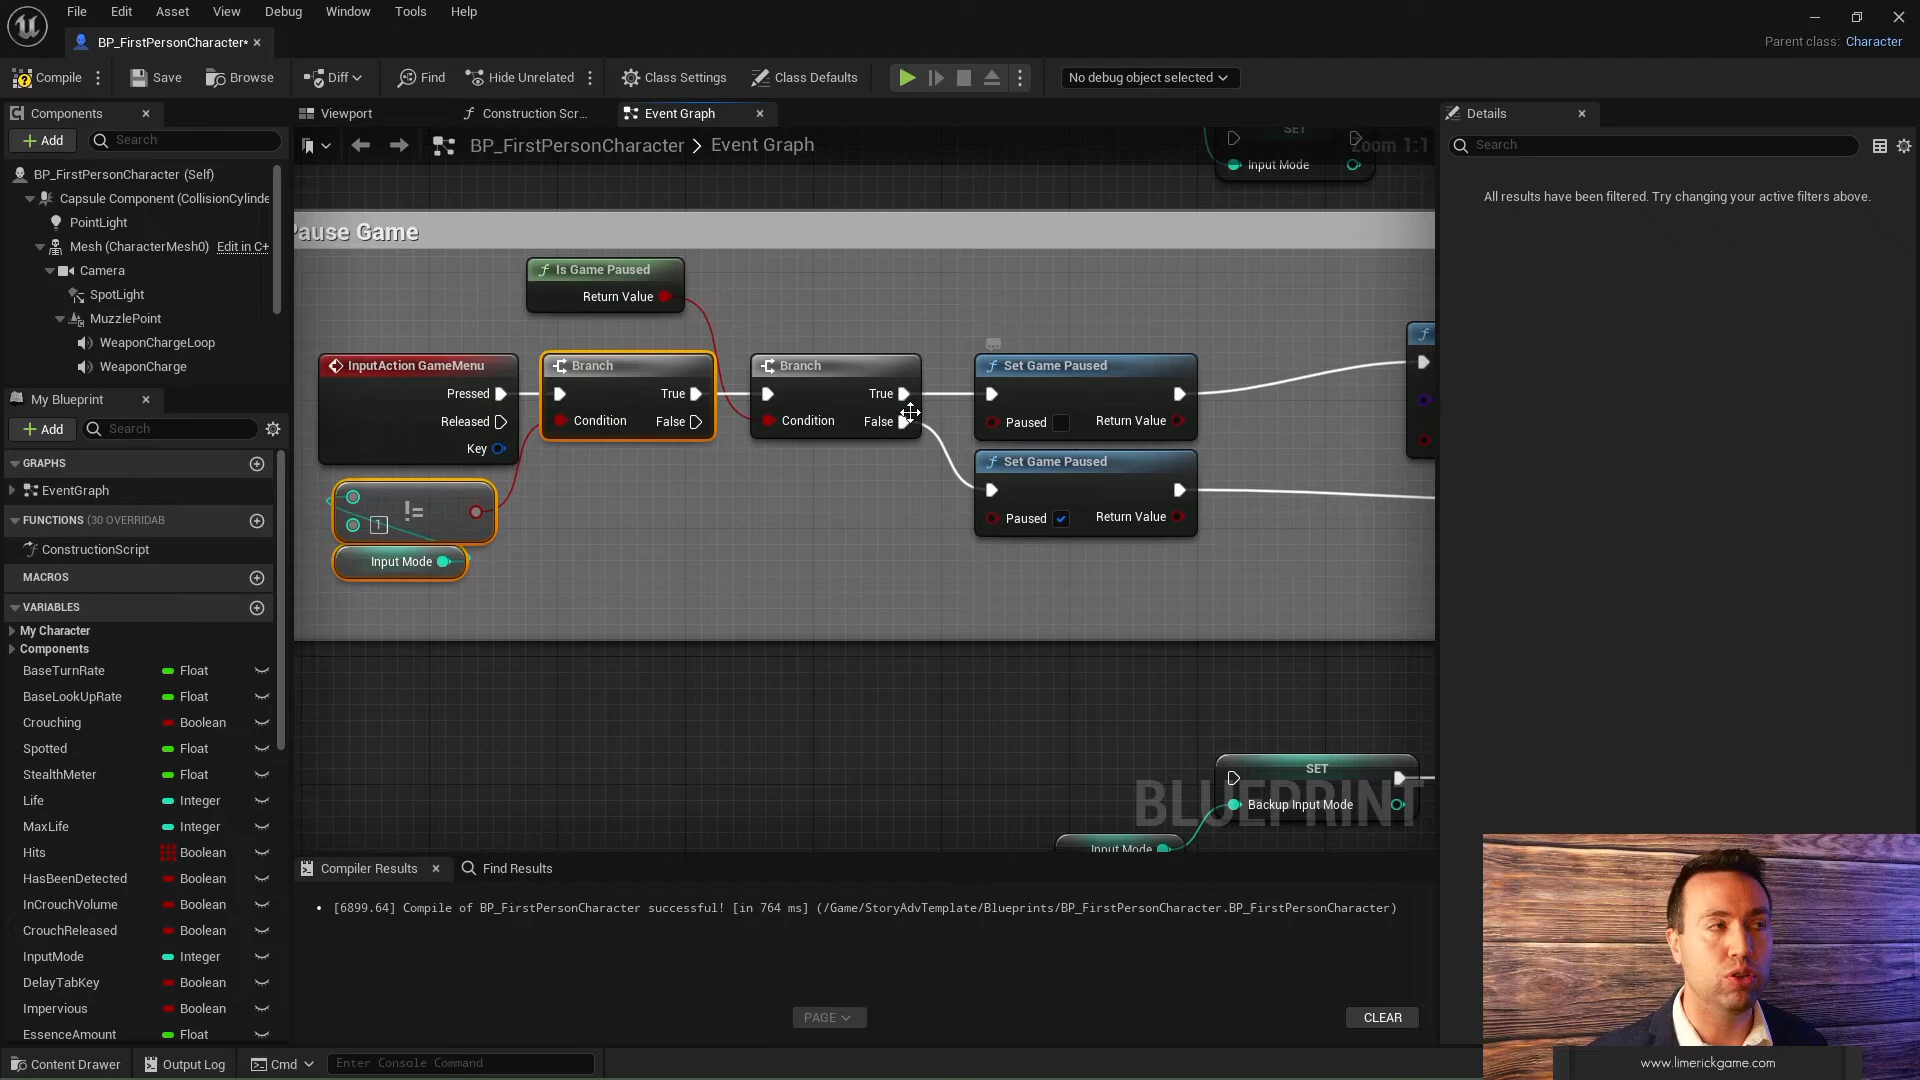 File Edit Asset View Debug Window Tools Help
BP_FirstPersonCharacter*
Parent class: Character
Compile Save Browse Diff Find Hide Unrelated Class Settings Class Defaults No debug object selected
Components
Add Search
BP_FirstPersonCharacter (Self)
Capsule Component (CollisionCylinde
PointLight
Mesh (CharacterMesh0) Edit in C+
Camera
SpotLight
MuzzlePoint
WeaponChargeLoop
WeaponCharge
My Blueprint
Add Search
GRAPHS
EventGraph
FUNCTIONS (30 OVERRIDAB
ConstructionScript
MACROS
VARIABLES
My Character
Components
BaseTurnRate Float
BaseLookUpRate Float
Crouching Boolean
Spotted Float
StealthMeter Float
Life Integer
MaxLife Integer
Hits Boolean
HasBeenDetected Boolean
InCrouchVolume Boolean
CrouchReleased Boolean
InputMode Integer
DelayTabKey Boolean
Impervious Boolean
EssenceAmount Float
Viewport Construction Scr... Event Graph
BP_FirstPersonCharacter > Event Graph
Zoom 1:1
SET
Input Mode
Pause Game
Is Game Paused
Return Value
InputAction GameMenu
Pressed
Released
Key
Branch
True
Condition False
Branch
True
Condition False
Set Game Paused
Paused Return Value
Set Game Paused
Paused Return Value
1 !=
Input Mode
SET
Backup Input Mode
Input Mode
BLUEPRINT
Compiler Results Find Results
[6899.64] Compile of BP_FirstPersonCharacter successful! [in 764 ms] (/Game/StoryAdvTemplate/Blueprints/BP_FirstPersonCharacter.BP_FirstPersonCharacter)
PAGE CLEAR
Details
Search
All results have been filtered. Try changing your active filters above.
Content Drawer Output Log Cmd Enter Console Command
www.limerickgame.com